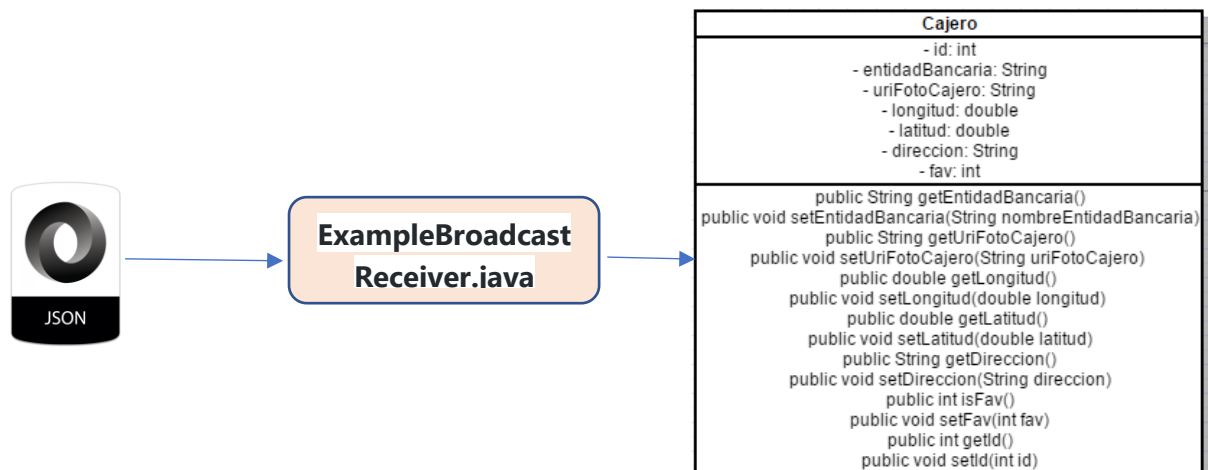 JSON
ExampleBroadcast
Receiver.java
Cajero
- id: int
- entidadBancaria: String
- uriFotoCajero: String
- longitud: double
- latitud: double
- direccion: String
- fav: int
public String getEntidadBancaria()
public void setEntidadBancaria(String nombreEntidadBancaria)
public String getUriFotoCajero()
public void setUriFotoCajero(String uriFotoCajero)
public double getLongitud()
public void setLongitud(double longitud)
public double getLatitud()
public void setLatitud(double latitud)
public String getDireccion()
public void setDireccion(String direccion)
public int isFav()
public void setFav(int fav)
public int getId()
public void setId(int id)